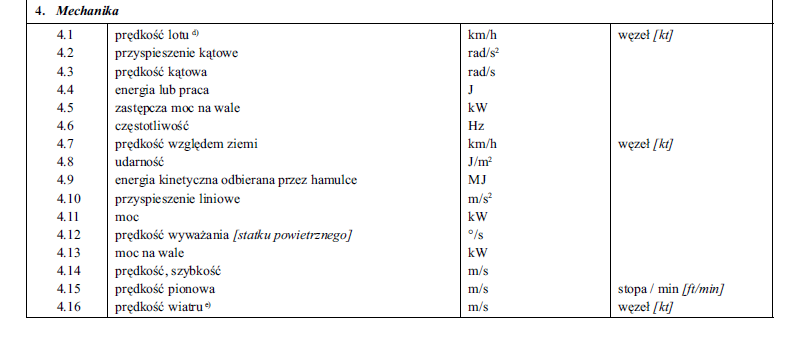 4. Mechanika
4.1 prędkość lotu d) km/h węzeł [kt]
4.2 przyspieszenie kątowe rad/s²
4.3 prędkość kątowa rad/s
4.4 energia lub praca J
4.5 zastępcza moc na wale kW
4.6 częstotliwość Hz
4.7 prędkość względem ziemi km/h węzeł [kt]
4.8 udarność J/m²
4.9 energia kinetyczna odbierana przez hamulce MJ
4.10 przyspieszenie liniowe m/s²
4.11 moc kW
4.12 prędkość wyważania [statku powietrznego] °/s
4.13 moc na wale kW
4.14 prędkość, szybkość m/s
4.15 prędkość pionowa m/s stopa / min [ft/min]
4.16 prędkość wiatru e) m/s węzeł [kt]